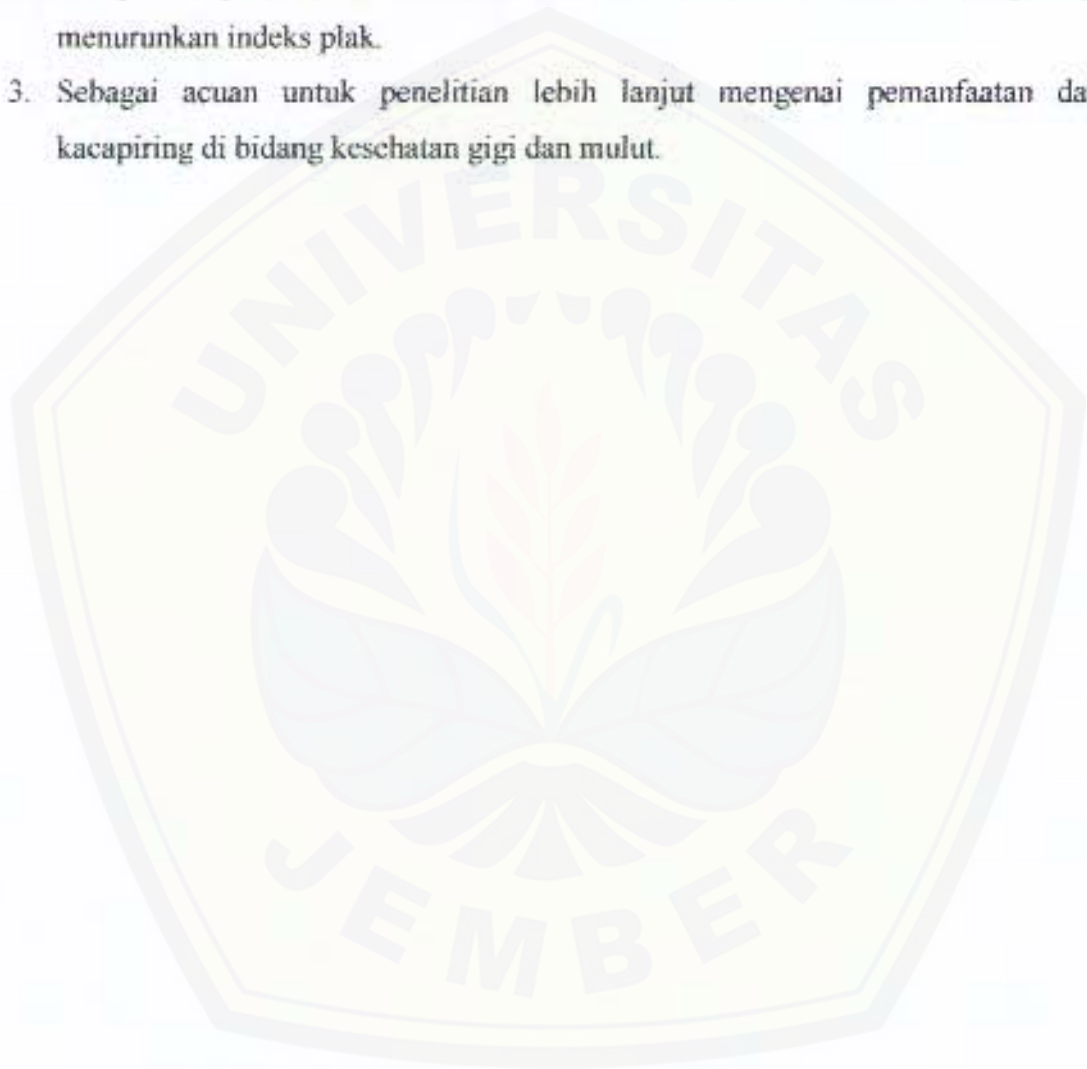 menurunkan indeks plak.
3. Sebagai acuan untuk penelitian lebih lanjut mengenai pemanfaatan da
kacapiring di bidang kesehatan gigi dan mulut.
UNIVERSITAS
JEMBER